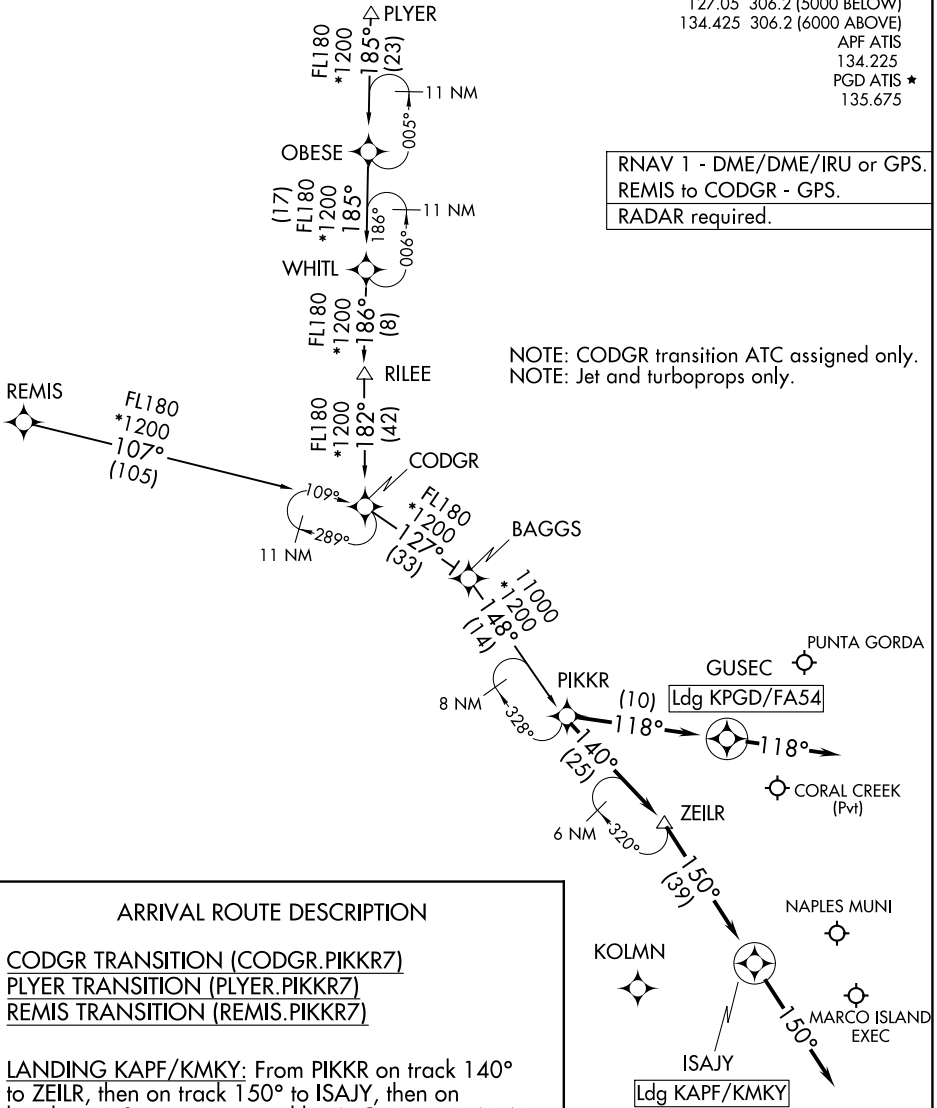 127.05 306.2 (5000 BELOW)
134.425 306.2 (6000 ABOVE)
APF ATIS
134.225
PGD ATIS ★
135.675
PLYER
FL180
*1200
185°
(23)
11 NM
005°
OBESE
(17)
FL180
*1200
185°
186°
11 NM
006°
WHITL
FL180
*1200
186°
(8)
RILEE
FL180
*1200
182°
(42)
RNAV 1 - DME/DME/IRU or GPS.
REMIS to CODGR - GPS.
RADAR required.
NOTE: CODGR transition ATC assigned only.
NOTE: Jet and turboprops only.
REMIS
FL180
*1200
107°
(105)
CODGR
109°
289°
11 NM
FL180
*1200
127°
(33)
BAGGS
11000
*1200
148°
(14)
PIKKR
8 NM
328°
(10)
118°
GUSEC
Ldg KPGD/FA54
118°
PUNTA GORDA
CORAL CREEK
(Pvt)
140°
(25)
ZEILR
6 NM
320°
150°
(39)
NAPLES MUNI
KOLMN
MARCO ISLAND
EXEC
150°
ISAJY
Ldg KAPF/KMKY
ARRIVAL ROUTE DESCRIPTION
CODGR TRANSITION (CODGR.PIKKR7)
PLYER TRANSITION (PLYER.PIKKR7)
REMIS TRANSITION (REMIS.PIKKR7)
LANDING KAPF/KMKY: From PIKKR on track 140°
to ZEILR, then on track 150° to ISAJY, then on